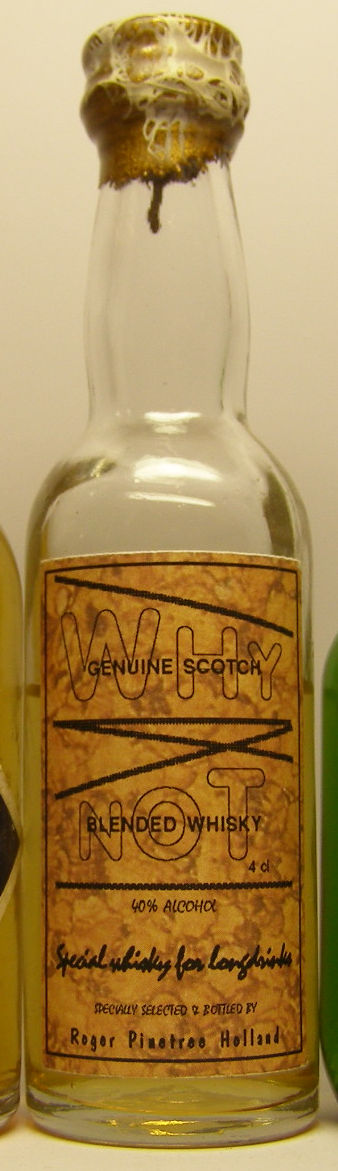 WHY
GENUINE SCOTCH
NOT
BLENDED WHISKY
4 cl
40% ALCOHOL
Special whisky for longdrinks
SPECIALLY SELECTED & BOTTLED BY
Roger Pinetree Holland